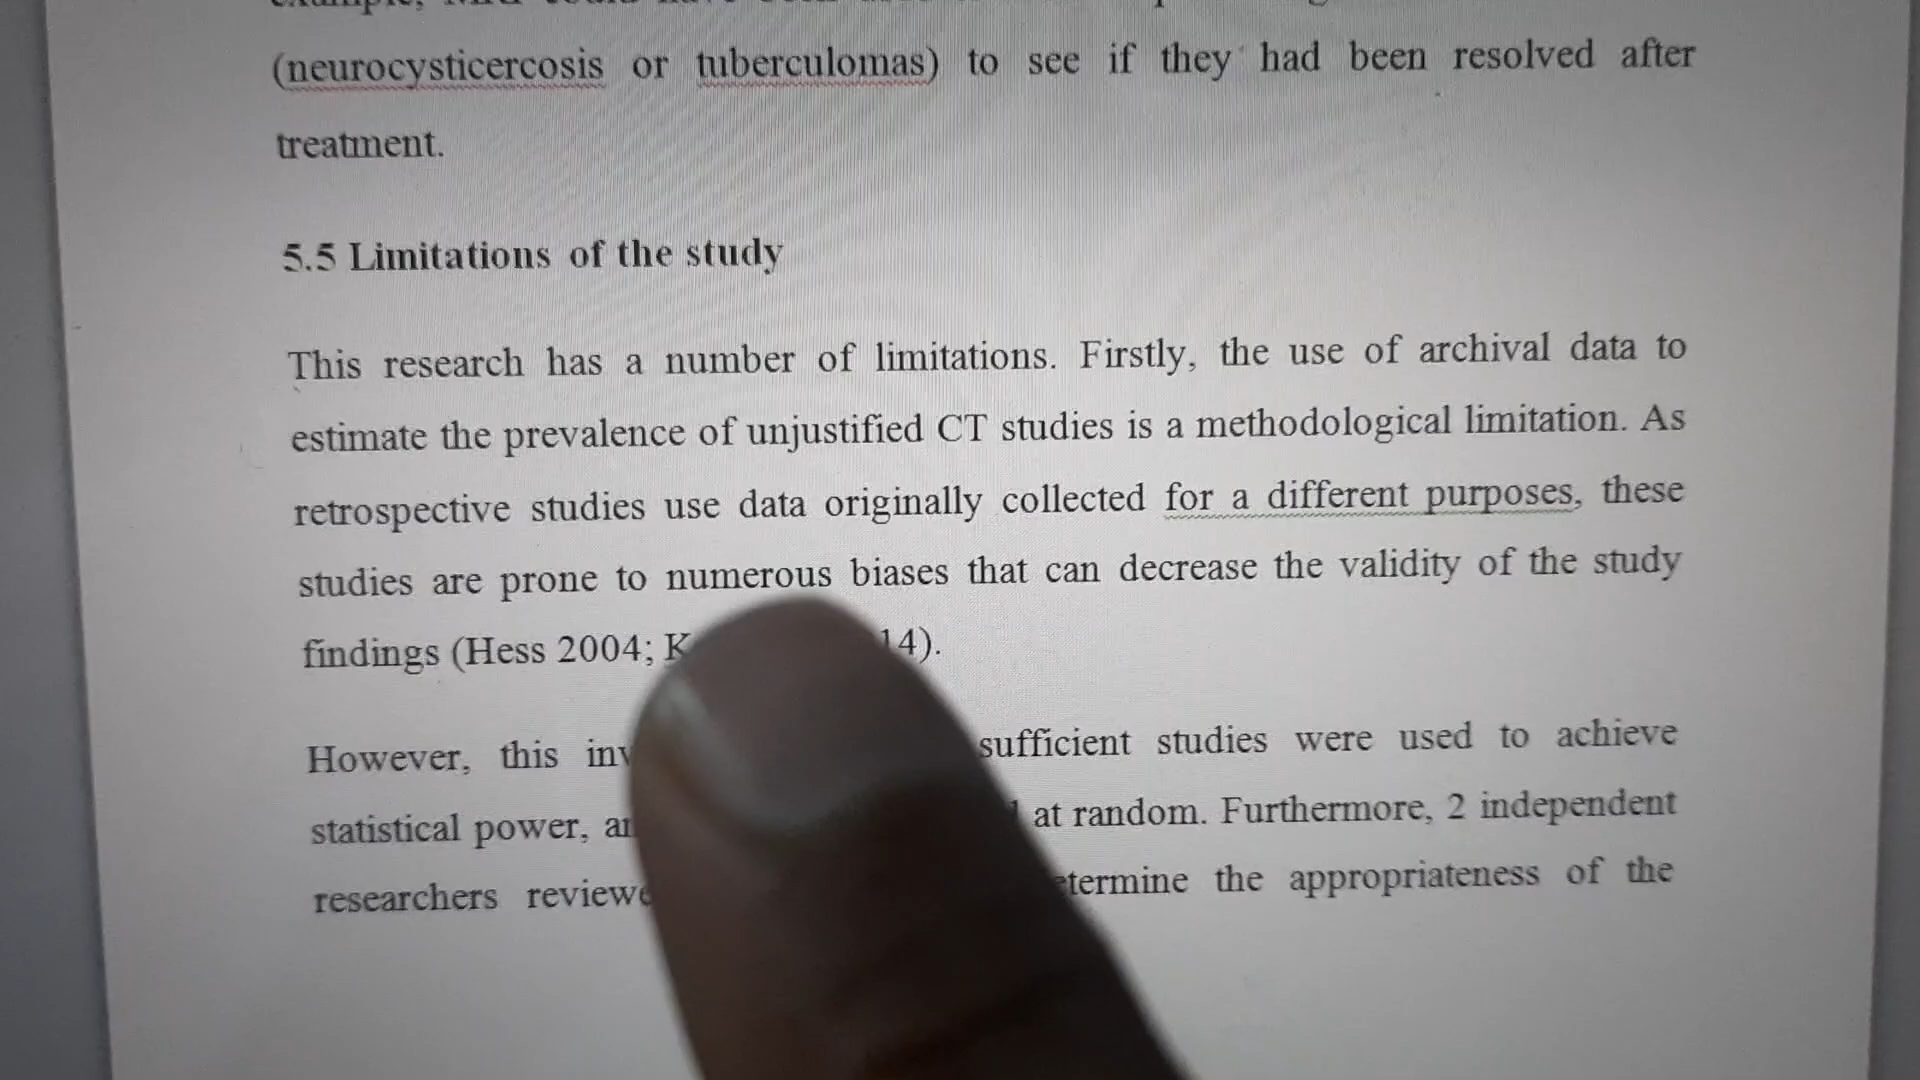 (neurocysticercosis or tuberculomas) to see if they had been resolved after
treatment.
5.5 Limitations of the study
This research has a number of limitations. Firstly, the use of archival data to
estimate the prevalence of unjustified CT studies is a methodological limitation. As
retrospective studies use data originally collected for a different purposes, these
studies are prone to numerous biases that can decrease the validity of the study
findings (Hess 2004;
However, this sufficient studies were used to achieve
statistical power, at random. Furthermore, 2 independent
researchers the appropriateness of the